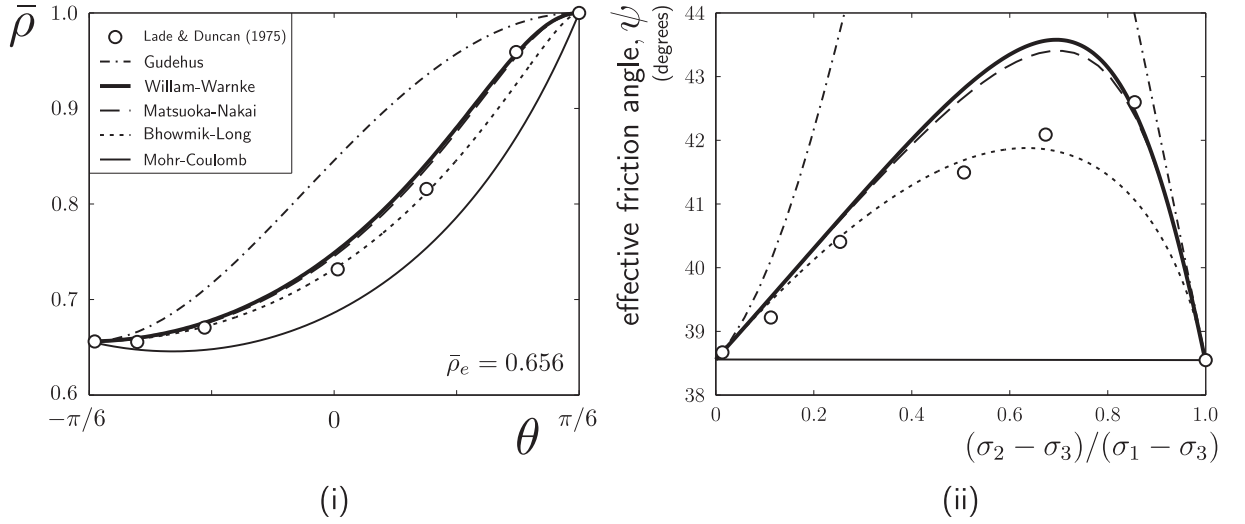 ρ̄
1.0
0.9
0.8
0.7
0.6
Lade & Duncan (1975)
Gudehus
Willam-Warnke
Matsuoka-Nakai
Bhowmik-Long
Mohr-Coulomb
ρ̄ₑ = 0.656
−π/6
0
π/6
θ
(i)
effective friction angle, ψ
(degrees)
44
43
42
41
40
39
38
0
0.2
0.4
0.6
0.8
1.0
(σ₂ − σ₃)/(σ₁ − σ₃)
(ii)